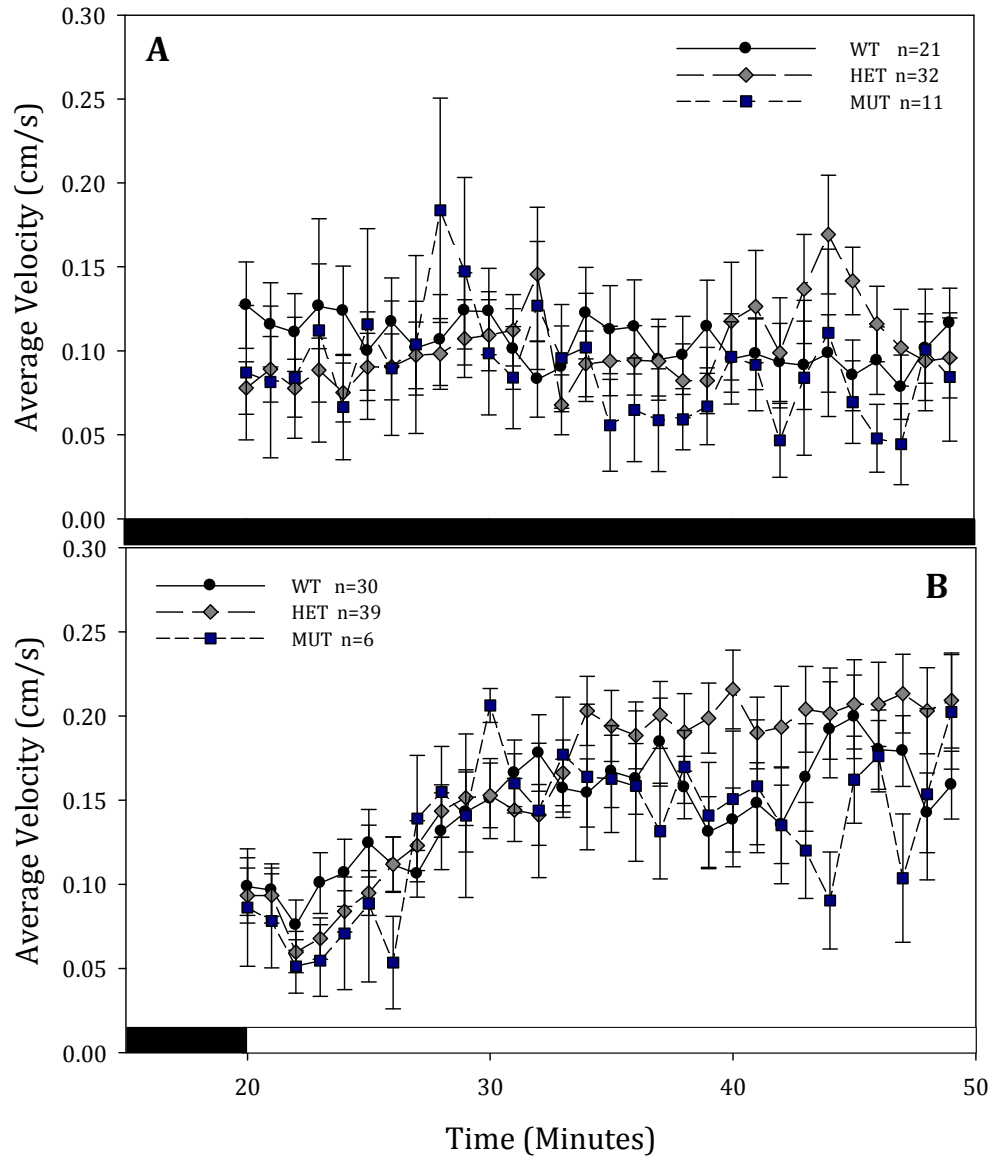 0.30
A
WT n=21
HET n=32
MUT n=11
0.25
0.20
0.15
0.10
0.05
0.00
Average Velocity (cm/s)
0.30
WT n=30
HET n=39
MUT n=6
B
0.25
0.20
0.15
0.10
0.05
0.00
Average Velocity (cm/s)
20 30 40 50
Time (Minutes)